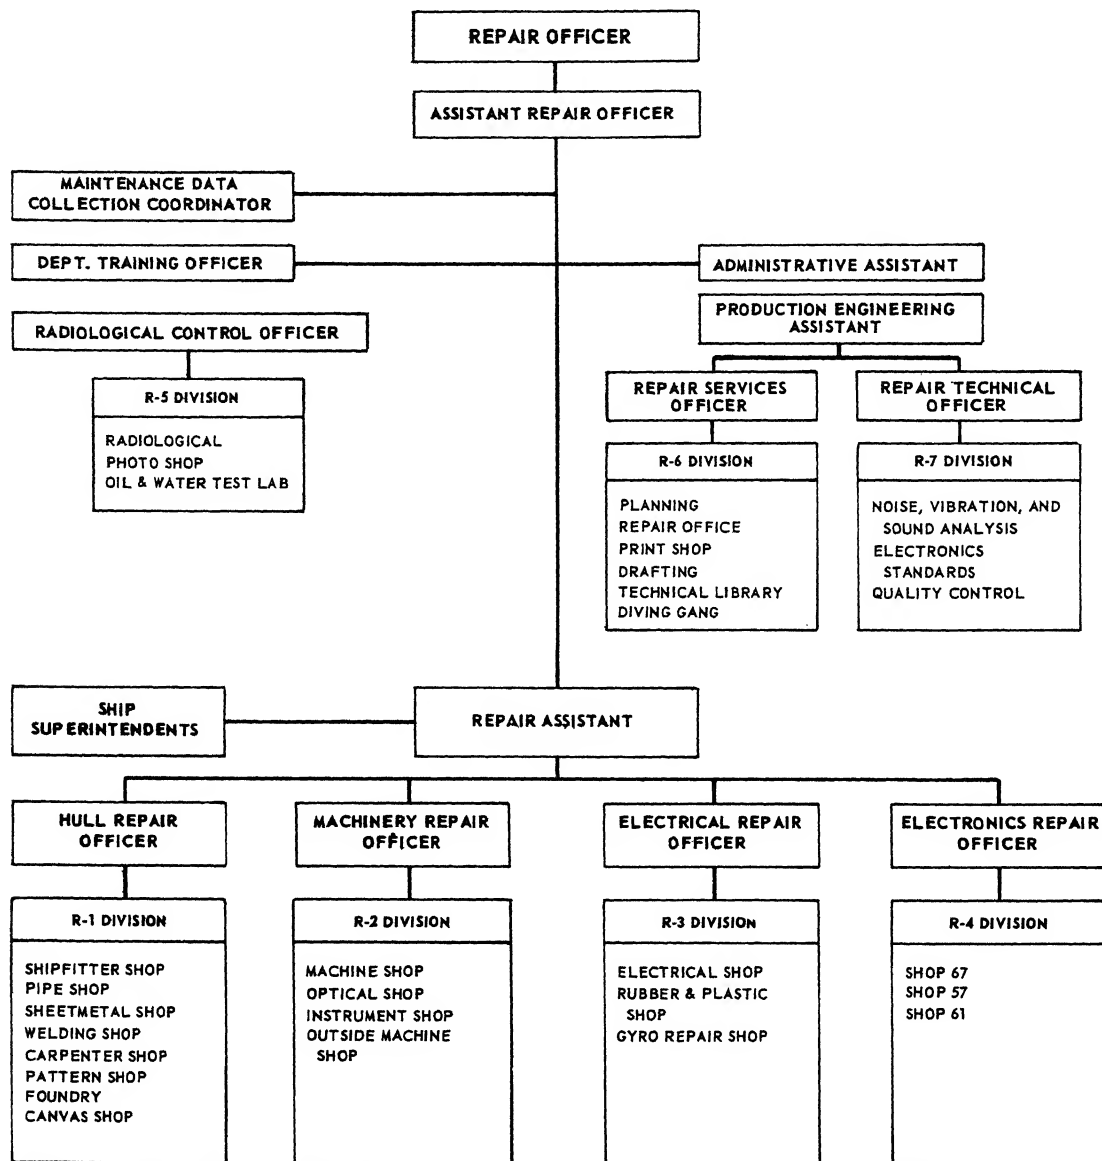 REPAIR OFFICER
ASSISTANT REPAIR OFFICER
MAINTENANCE DATA
COLLECTION COORDINATOR
DEPT. TRAINING OFFICER
ADMINISTRATIVE ASSISTANT
RADIOLOGICAL CONTROL OFFICER
R-5 DIVISION
RADIOLOGICAL
PHOTO SHOP
OIL & WATER TEST LAB
PRODUCTION ENGINEERING
ASSISTANT
REPAIR SERVICES
OFFICER
R-6 DIVISION
PLANNING
REPAIR OFFICE
PRINT SHOP
DRAFTING
TECHNICAL LIBRARY
DIVING GANG
REPAIR TECHNICAL
OFFICER
R-7 DIVISION
NOISE, VIBRATION, AND
SOUND ANALYSIS
ELECTRONICS
STANDARDS
QUALITY CONTROL
SHIP
SUPERINTENDENTS
REPAIR ASSISTANT
HULL REPAIR
OFFICER
R-1 DIVISION
SHIPFITTER SHOP
PIPE SHOP
SHEETMETAL SHOP
WELDING SHOP
CARPENTER SHOP
PATTERN SHOP
FOUNDRY
CANVAS SHOP
MACHINERY REPAIR
OFFICER
R-2 DIVISION
MACHINE SHOP
OPTICAL SHOP
INSTRUMENT SHOP
OUTSIDE MACHINE
SHOP
ELECTRICAL REPAIR
OFFICER
R-3 DIVISION
ELECTRICAL SHOP
RUBBER & PLASTIC
SHOP
GYRO REPAIR SHOP
ELECTRONICS REPAIR
OFFICER
R-4 DIVISION
SHOP 67
SHOP 57
SHOP 61